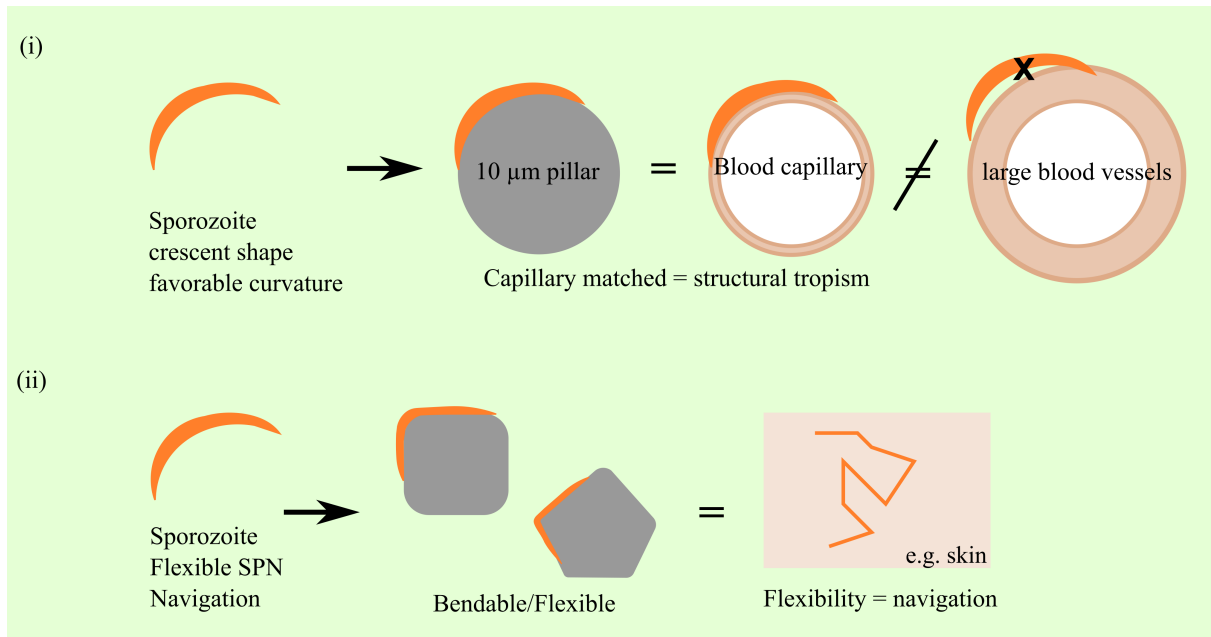 (i)
X
10 µm pillar
=
Blood capillary
≠
large blood vessels
Sporozoite
crescent shape
favorable curvature
Capillary matched = structural tropism
(ii)
Sporozoite
Flexible SPN
Navigation
Bendable/Flexible
=
e.g. skin
Flexibility = navigation